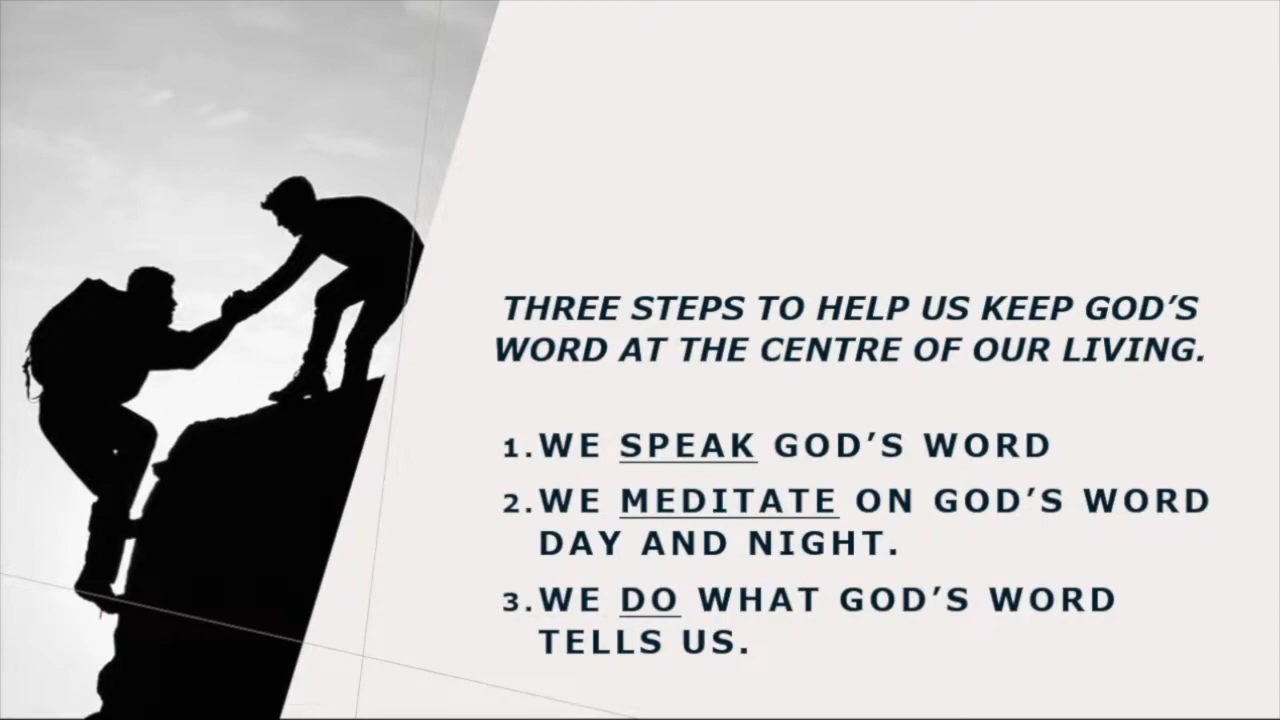 THREE STEPS TO HELP US KEEP GOD’S
WORD AT THE CENTRE OF OUR LIVING.
1. WE SPEAK GOD’S WORD
2. WE MEDITATE ON GOD’S WORD
DAY AND NIGHT.
3. WE DO WHAT GOD’S WORD
TELLS US.